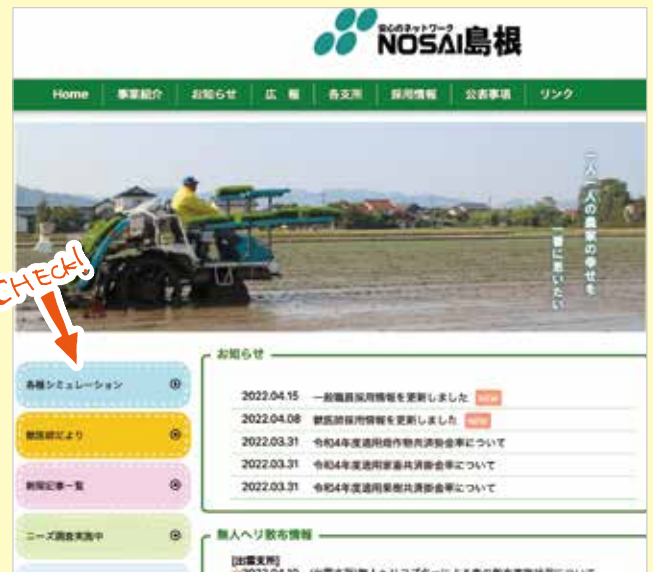 安心のネットワーク
NOSAI島根
Home 事業紹介 お知らせ 広 報 各支所 採用情報 公表事項 リンク
一人一人の農家の幸せを
一番に思いたい
CHECK!
各種シミュレーション
獣医師だより
新聞記事一覧
ニーズ調査実施中
お知らせ
2022.04.15 一般職員採用情報を更新しました NEW
2022.04.08 獣医師採用情報を更新しました NEW
2022.03.31 令和4年度適用畑作物共済掛金率について
2022.03.31 令和4年度適用家畜共済掛金率について
2022.03.31 令和4年度適用果樹共済掛金率について
無人ヘリ散布情報
[出雲支所]